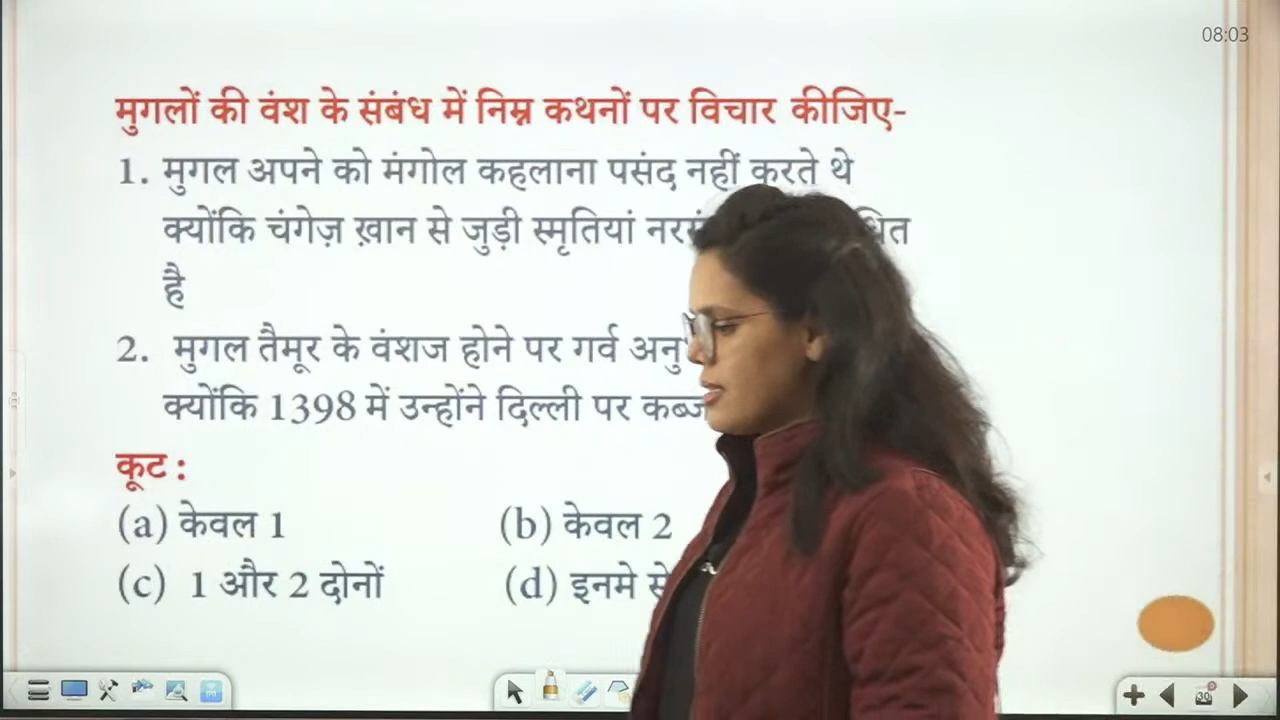 08:03
मुगलों की वंश के संबंध में निम्न कथनों पर विचार कीजिए-
1. मुगल अपने को मंगोल कहलाना पसंद नहीं करते थे
क्योंकि चंगेज़ ख़ान से जुड़ी स्मृतियां
है
2. मुगल तैमूर के वंशज होने पर गर्व
क्योंकि 1398 में उन्होंने दिल्ली पर
कूट :
(a) केवल 1 (b) केवल 2
(c) 1 और 2 दोनों (d) इनमे
30